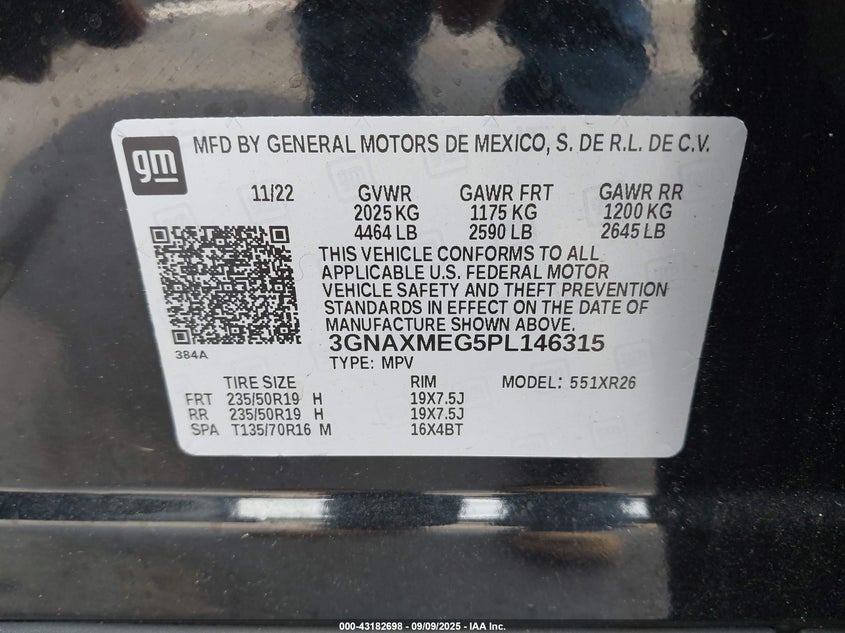 gm
MFD BY GENERAL MOTORS DE MEXICO, S. DE R.L. DE C.V.
11/22 GVWR GAWR FRT GAWR RR
2025 KG 1175 KG 1200 KG
4464 LB 2590 LB 2645 LB
THIS VEHICLE CONFORMS TO ALL
APPLICABLE U.S. FEDERAL MOTOR
VEHICLE SAFETY AND THEFT PREVENTION
STANDARDS IN EFFECT ON THE DATE OF
MANUFACTURE SHOWN ABOVE.
384A
3GNAXMEG5PL146315
TYPE: MPV
TIRE SIZE RIM MODEL: 551XR26
FRT 235/50R19 H 19X7.5J
RR 235/50R19 H 19X7.5J
SPA T135/70R16 M 16X4BT
000-43182698 - 09/09/2025 - IAA Inc.